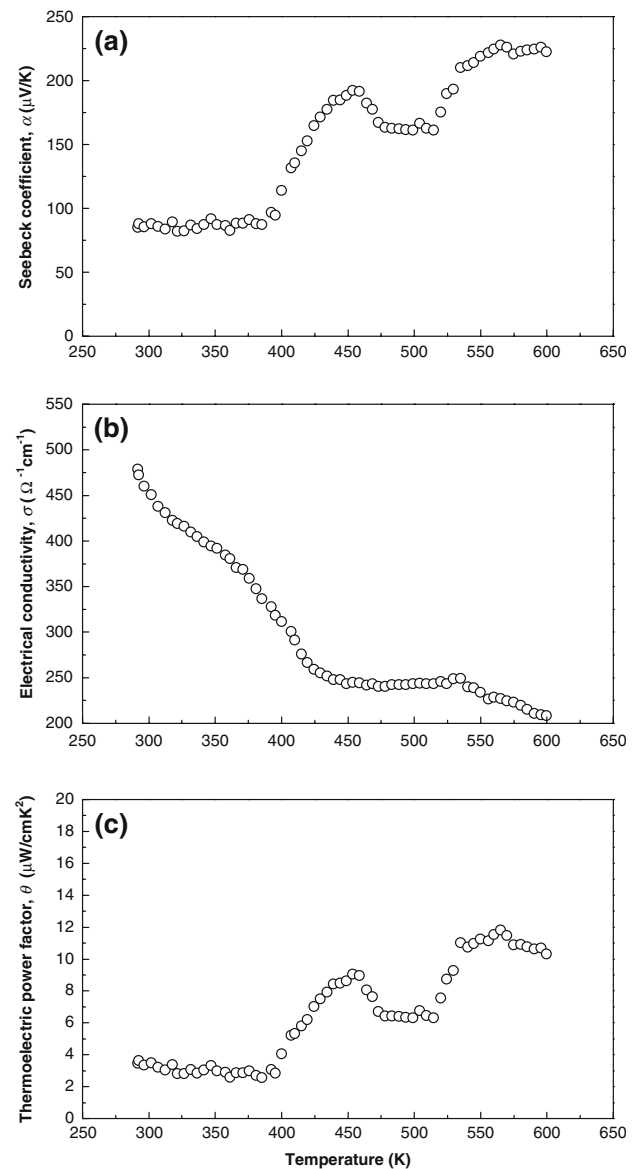 (a)
250
200
150
100
50
0
Seebeck coefficient, α (μV/K)
250 300 350 400 450 500 550 600 650
(b)
550
500
450
400
350
300
250
200
Electrical conductivity, σ ( Ω⁻¹cm⁻¹)
250 300 350 400 450 500 550 600 650
(c)
20
18
16
14
12
10
8
6
4
2
0
Thermoelectric power factor, θ (μW/cmK²)
250 300 350 400 450 500 550 600 650
Temperature (K)